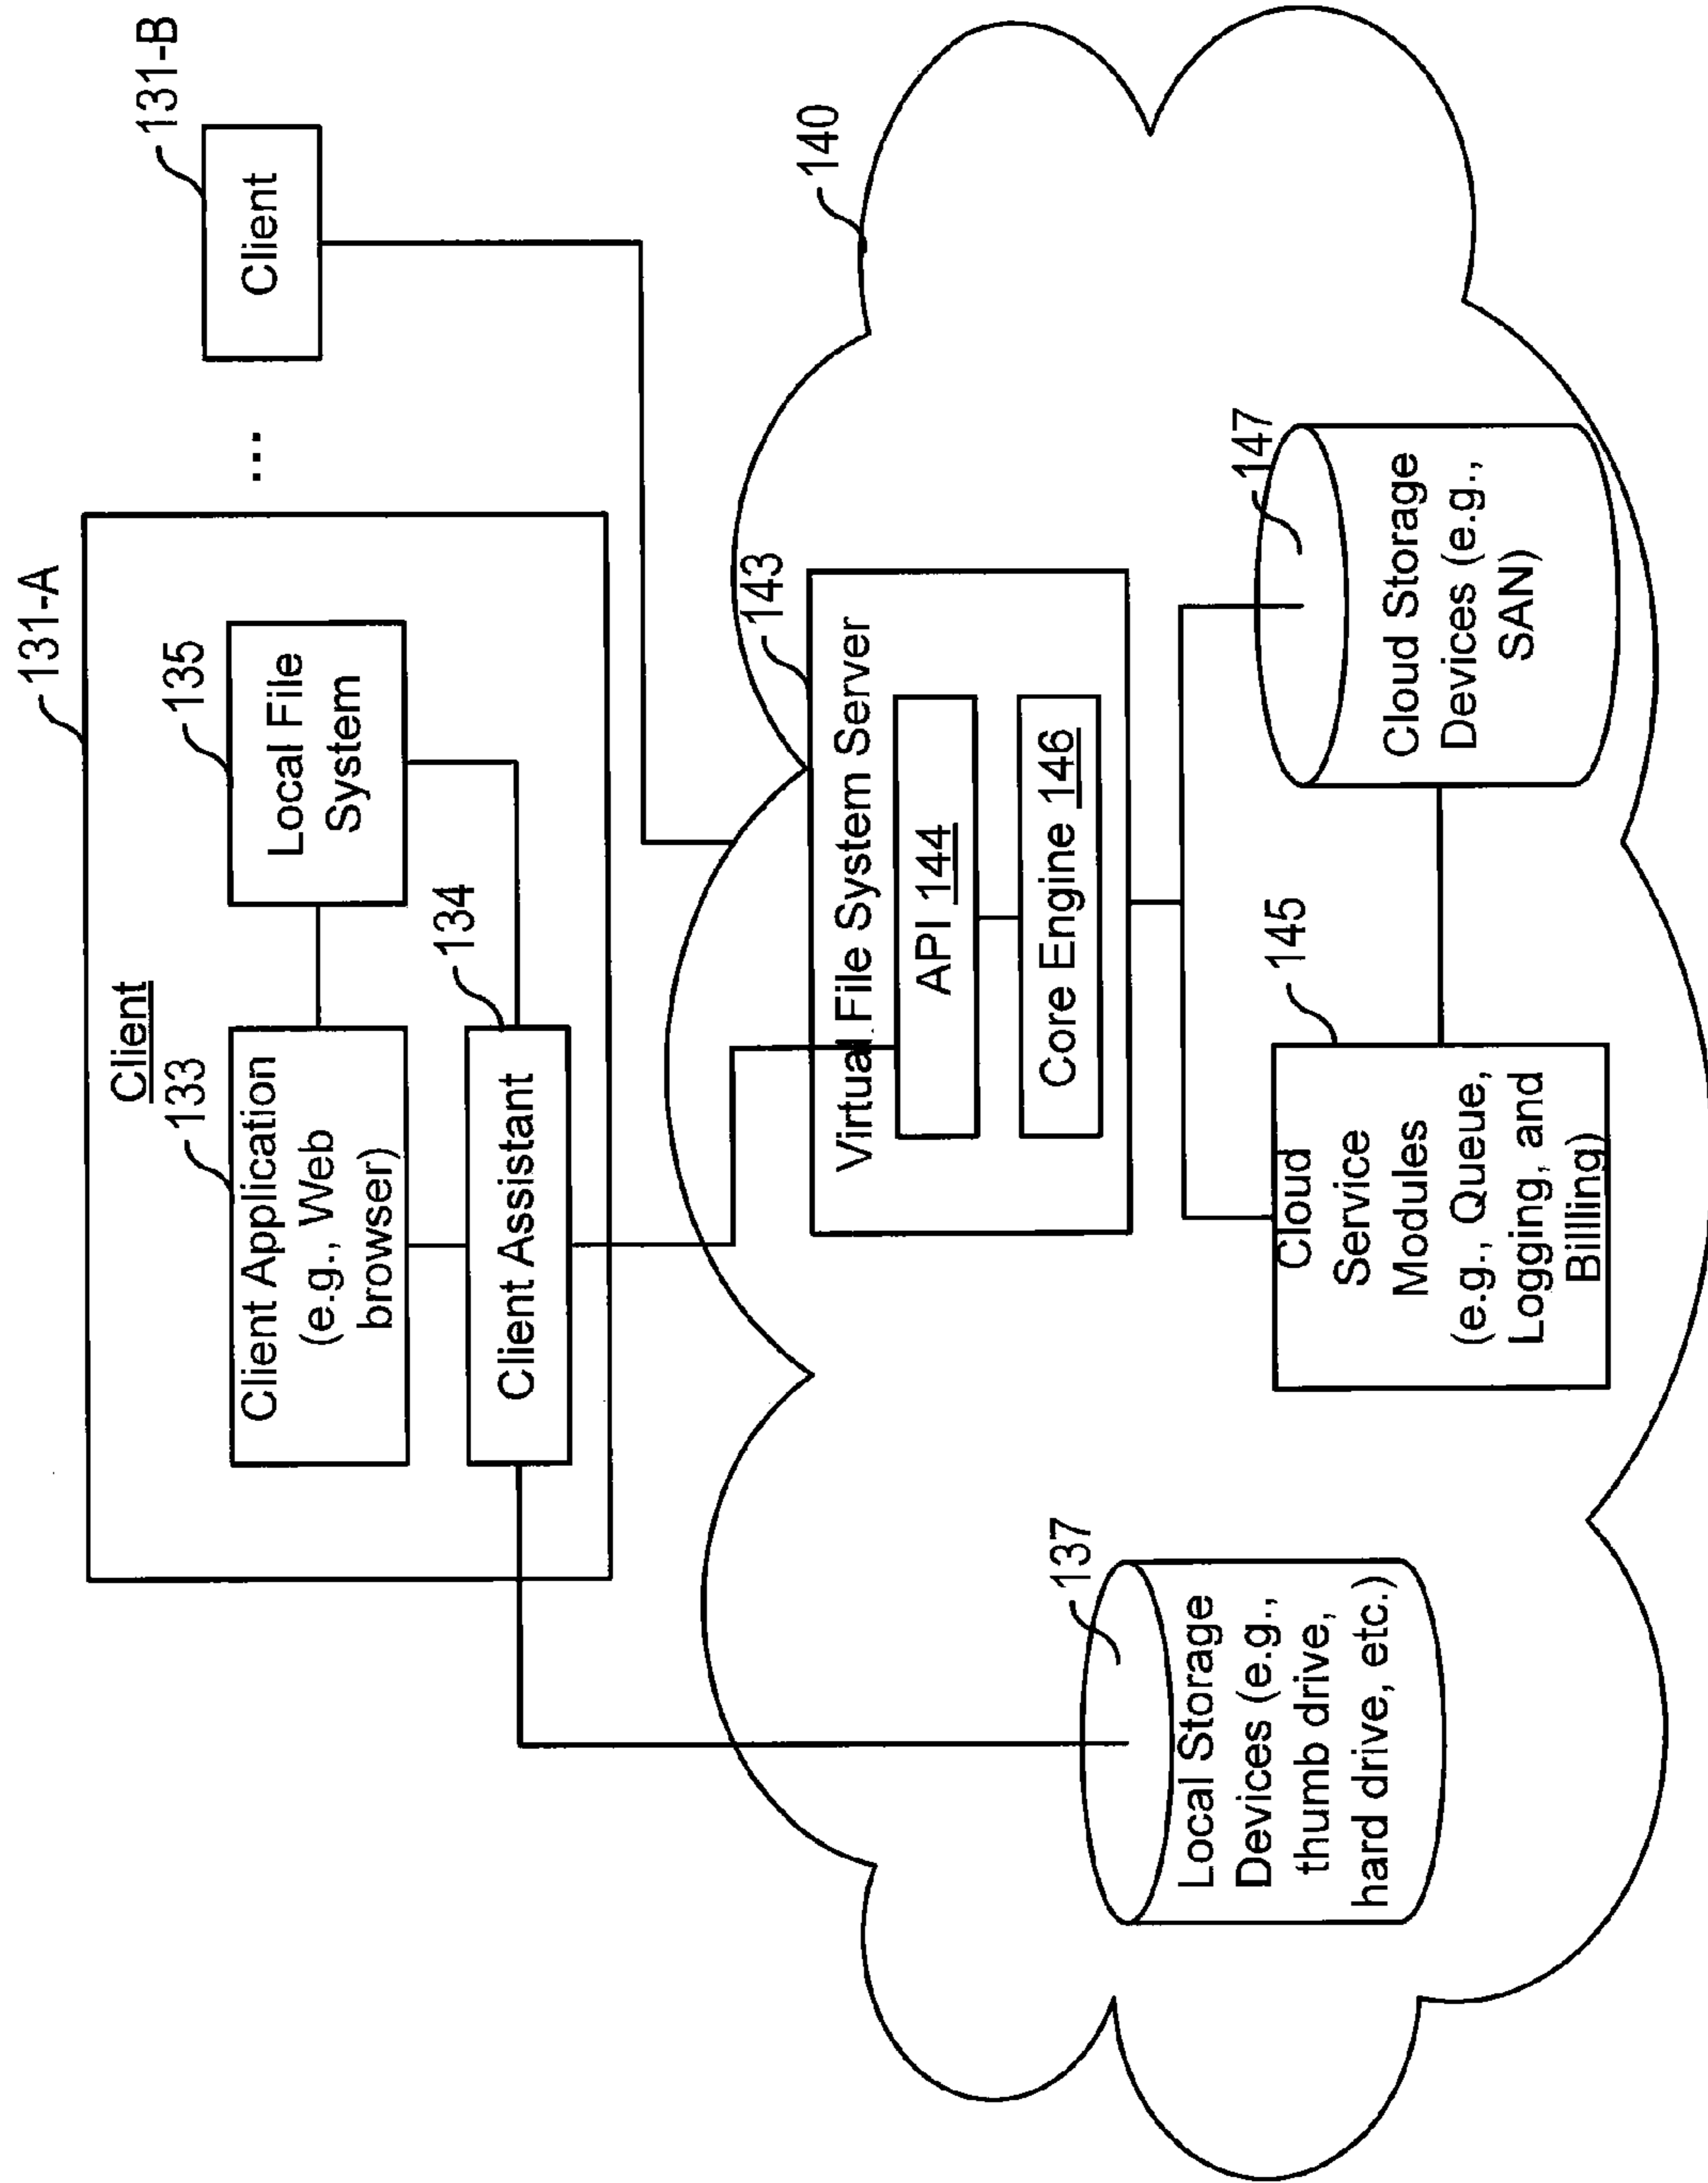 131-A
131-B
Client
133
135
Client Application
(e.g., Web
browser)
Local File
System
...
Client
134
Client Assistant
140
143
Virtual File System Server
API 144
Core Engine 146
137
Local Storage
Devices (e.g.,
thumb drive,
hard drive, etc.)
145
Cloud
Service
Modules
(e.g., Queue,
Logging, and
Billling)
147
Cloud Storage
Devices (e.g.,
SAN)